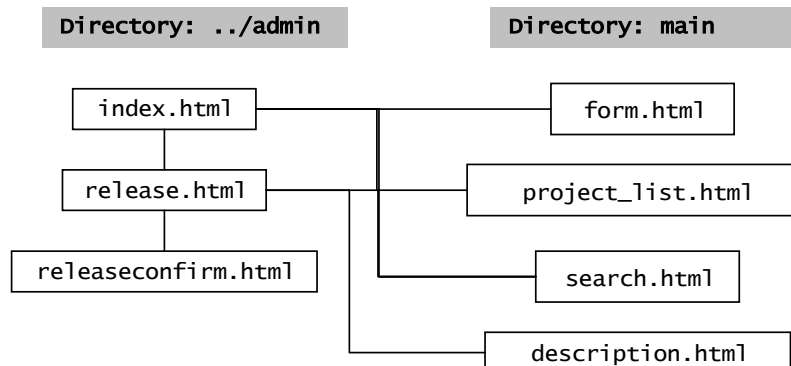 Directory: ../admin
Directory: main
index.html
form.html
release.html
project_list.html
releaseconfirm.html
search.html
description.html